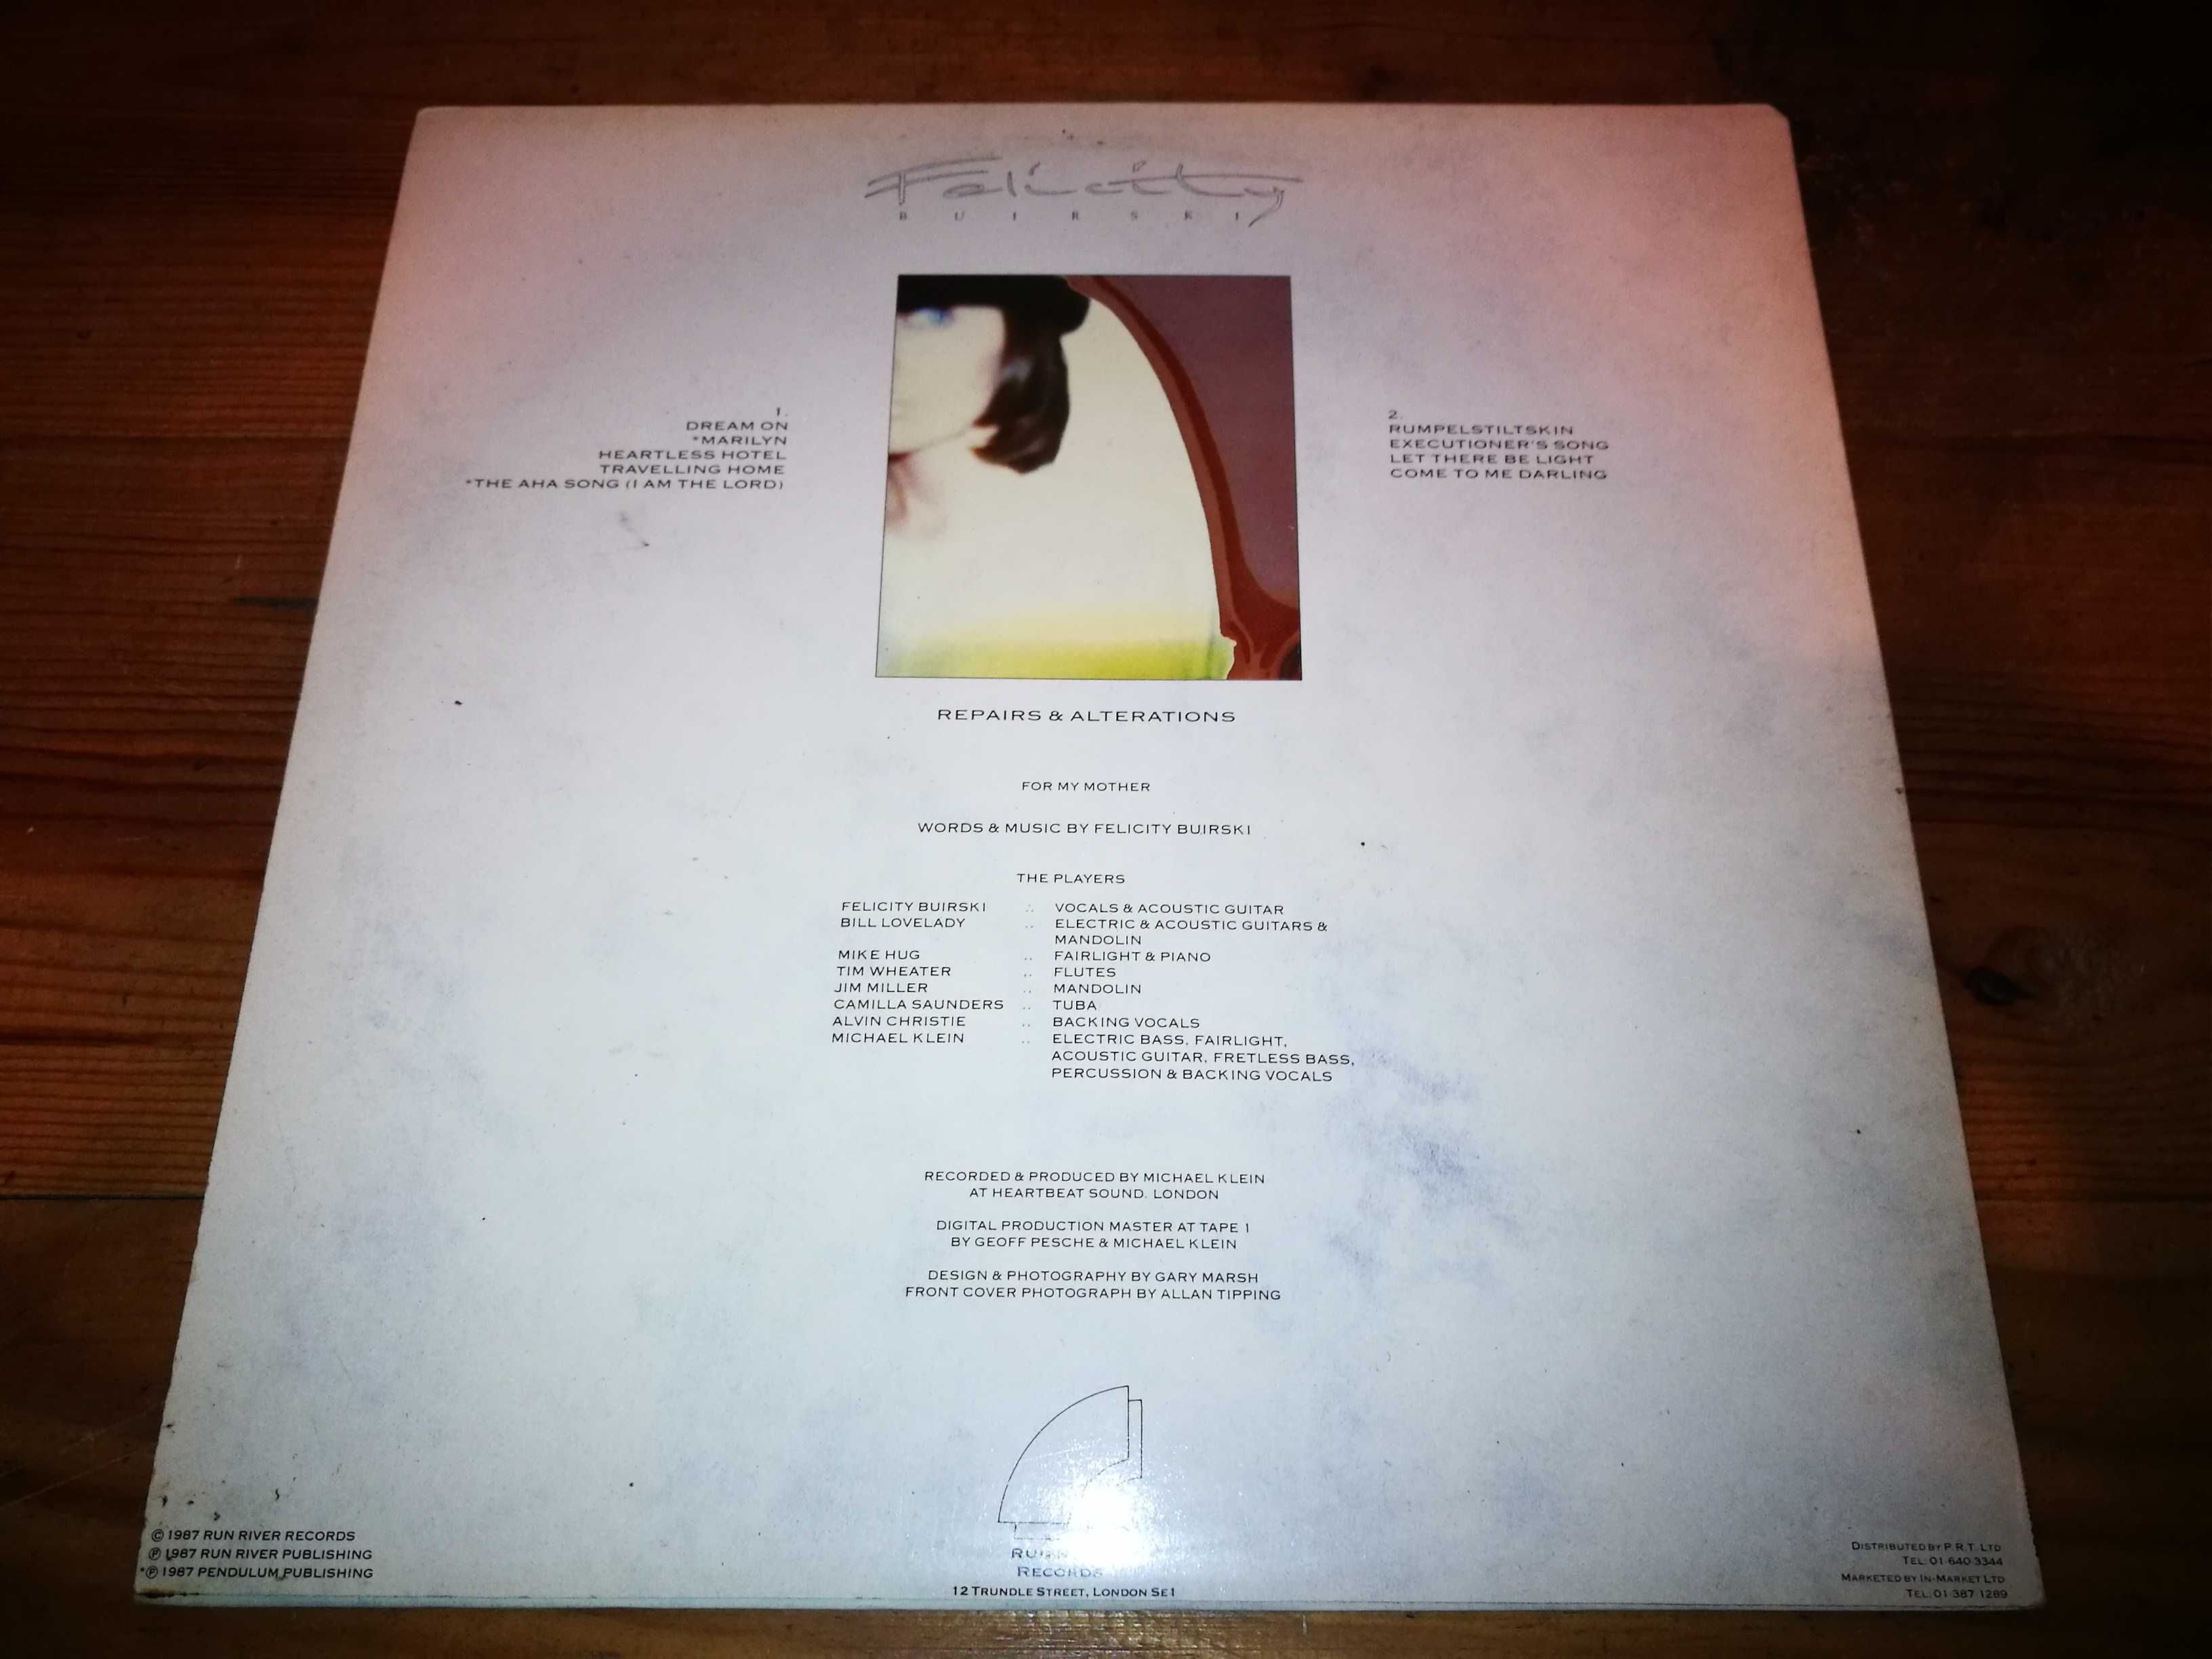 Felicity
BUIRSKI
1.
DREAM ON
*MARILYN
HEARTLESS HOTEL
TRAVELLING HOME
*THE AHA SONG (I AM THE LORD)
2.
RUMPELSTILTSKIN
EXECUTIONER'S SONG
LET THERE BE LIGHT
COME TO ME DARLING
REPAIRS & ALTERATIONS
FOR MY MOTHER
WORDS & MUSIC BY FELICITY BUIRSKI
THE PLAYERS
FELICITY BUIRSKI .. VOCALS & ACOUSTIC GUITAR
BILL LOVELADY .. ELECTRIC & ACOUSTIC GUITARS &
MANDOLIN
MIKE HUG .. FAIRLIGHT & PIANO
TIM WHEATER .. FLUTES
JIM MILLER .. MANDOLIN
CAMILLA SAUNDERS .. TUBA
ALVIN CHRISTIE .. BACKING VOCALS
MICHAEL KLEIN .. ELECTRIC BASS, FAIRLIGHT,
ACOUSTIC GUITAR, FRETLESS BASS,
PERCUSSION & BACKING VOCALS
RECORDED & PRODUCED BY MICHAEL KLEIN
AT HEARTBEAT SOUND. LONDON
DIGITAL PRODUCTION MASTER AT TAPE 1
BY GEOFF PESCHE & MICHAEL KLEIN
DESIGN & PHOTOGRAPHY BY GARY MARSH
FRONT COVER PHOTOGRAPH BY ALLAN TIPPING
© 1987 RUN RIVER RECORDS
℗ 1987 RUN RIVER PUBLISHING
*℗ 1987 PENDULUM PUBLISHING
RECORDS
12 TRUNDLE STREET, LONDON SE1
DISTRIBUTED BY P.R.T. LTD
TEL: 01 640 3344
MARKETED BY IN-MARKET LTD
TEL: 01 387 1289